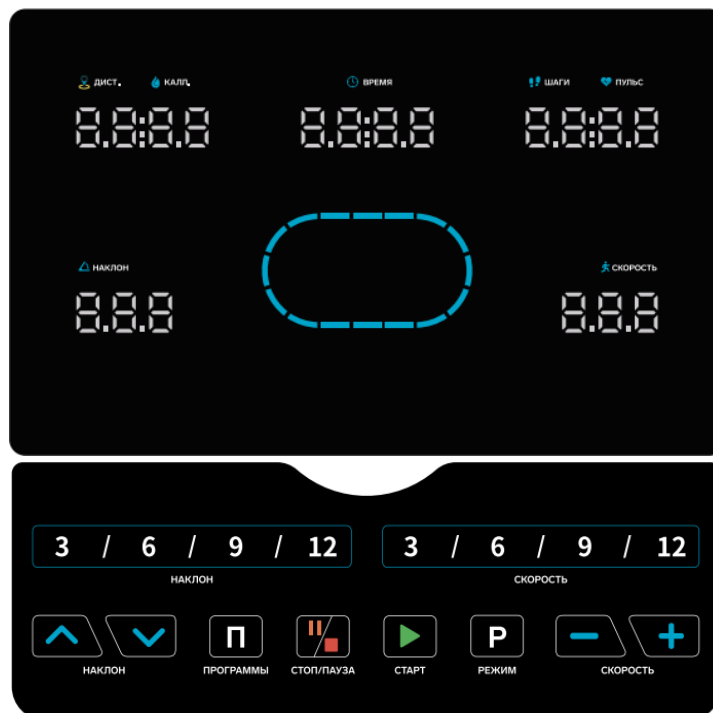 ДИСТ. КАЛЛ. ВРЕМЯ ШАГИ ПУЛЬС
8.8:8.8 8.8:8.8 8.8:8.8
НАКЛОН СКОРОСТЬ
8.8.8 8.8.8
3 / 6 / 9 / 12 3 / 6 / 9 / 12
НАКЛОН СКОРОСТЬ
П Р
НАКЛОН ПРОГРАММЫ СТОП/ПАУЗА СТАРТ РЕЖИМ СКОРОСТЬ